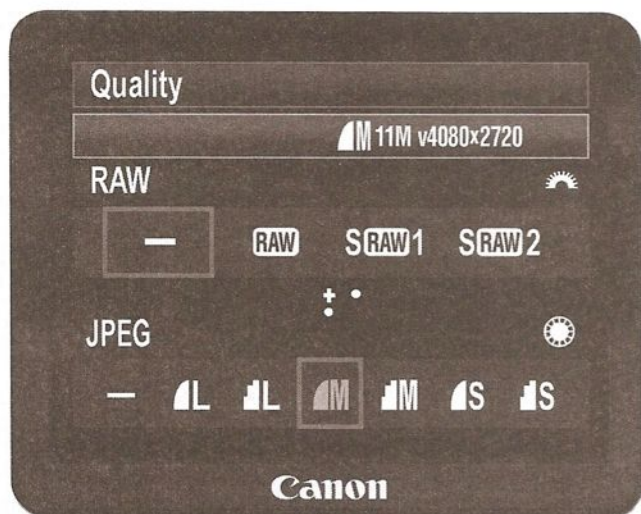 Quality
M 11M v4080x2720
RAW
— RAW SRAW1 SRAW2
JPEG
— L L M M S S
Canon